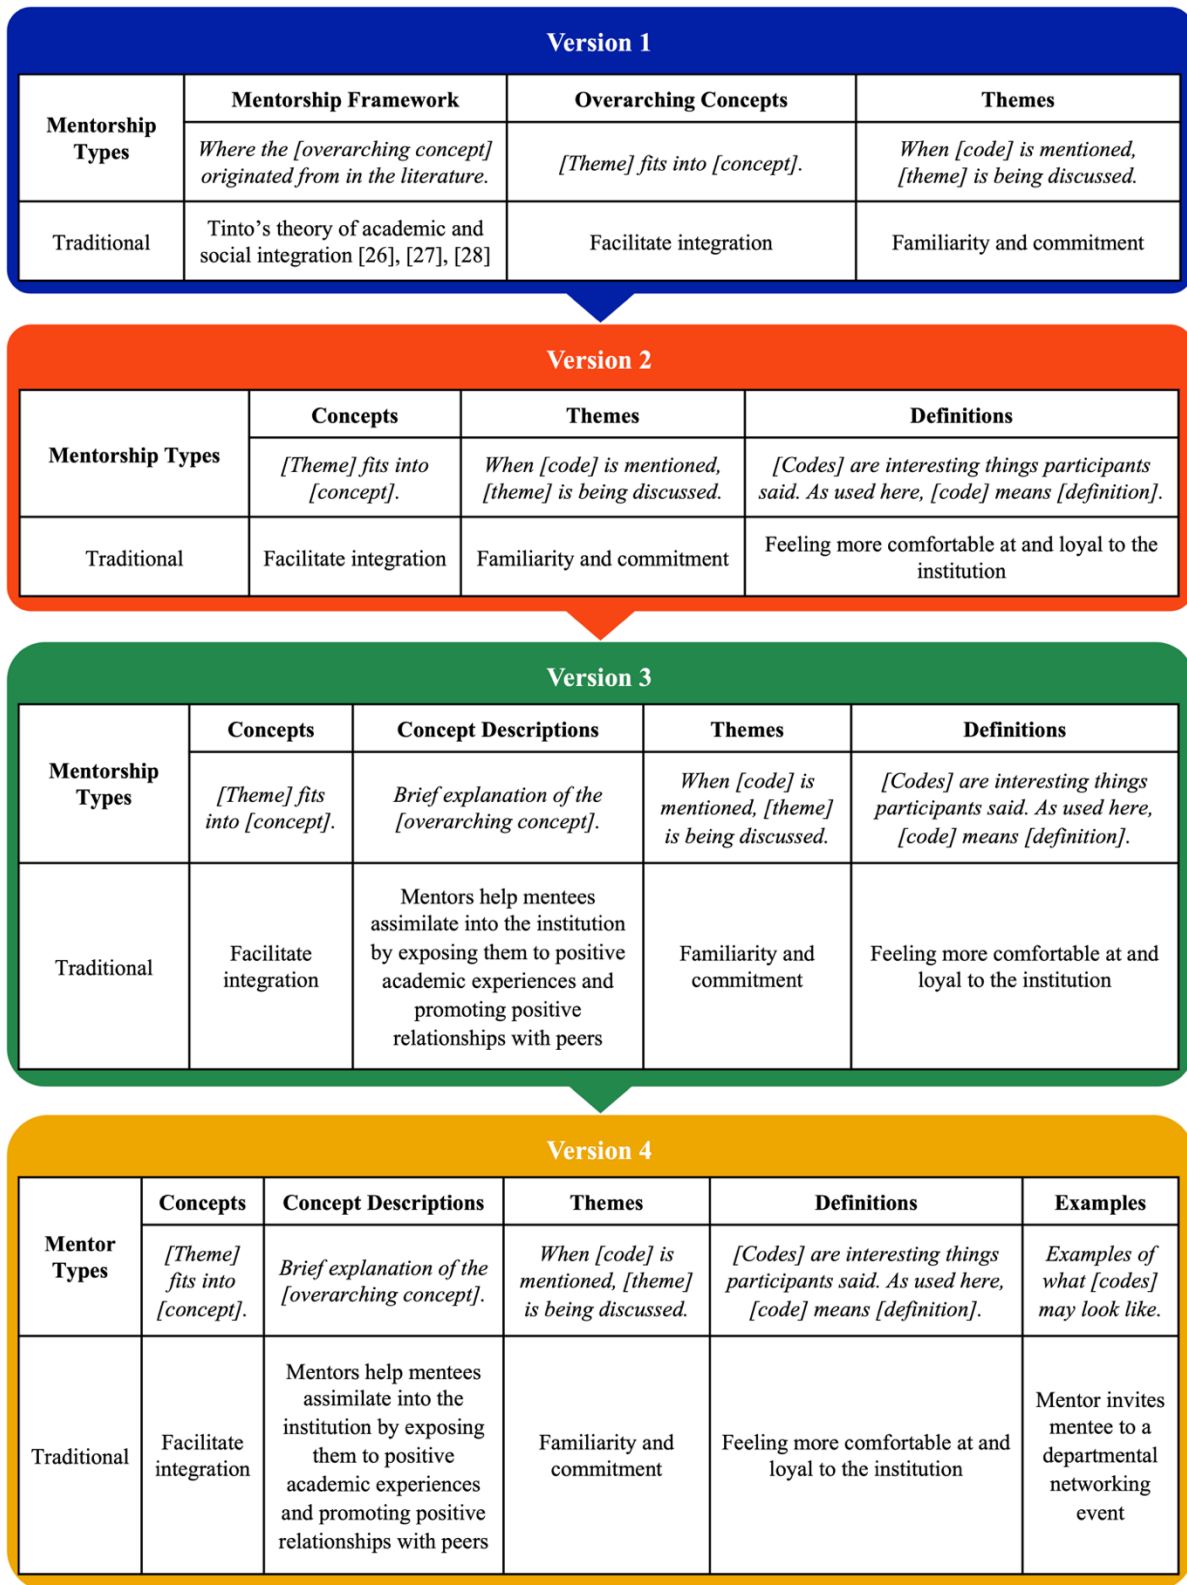 Version 1
Mentorship Types
Mentorship Framework
Overarching Concepts
Themes
Where the [overarching concept]
originated from in the literature.
[Theme] fits into [concept].
When [code] is mentioned,
[theme] is being discussed.
Traditional
Tinto’s theory of academic and
social integration [26], [27], [28]
Facilitate integration
Familiarity and commitment
Version 2
Mentorship Types
Concepts
Themes
Definitions
[Theme] fits into
[concept].
When [code] is mentioned,
[theme] is being discussed.
[Codes] are interesting things participants
said. As used here, [code] means [definition].
Traditional
Facilitate integration
Familiarity and commitment
Feeling more comfortable at and loyal to the
institution
Version 3
Mentorship
Types
Concepts
Concept Descriptions
Themes
Definitions
[Theme] fits
into [concept].
Brief explanation of the
[overarching concept].
When [code] is
mentioned, [theme]
is being discussed.
[Codes] are interesting things
participants said. As used here,
[code] means [definition].
Traditional
Facilitate
integration
Mentors help mentees
assimilate into the institution
by exposing them to positive
academic experiences and
promoting positive
relationships with peers
Familiarity and
commitment
Feeling more comfortable at and
loyal to the institution
Version 4
Mentor
Types
Concepts
Concept Descriptions
Themes
Definitions
Examples
[Theme]
fits into
[concept].
Brief explanation of the
[overarching concept].
When [code] is
mentioned, [theme]
is being discussed.
[Codes] are interesting things
participants said. As used here,
[code] means [definition].
Examples of
what [codes]
may look like.
Traditional
Facilitate
integration
Mentors help mentees
assimilate into the
institution by exposing
them to positive
academic experiences
and promoting positive
relationships with peers
Familiarity and
commitment
Feeling more comfortable at and
loyal to the institution
Mentor invites
mentee to a
departmental
networking
event